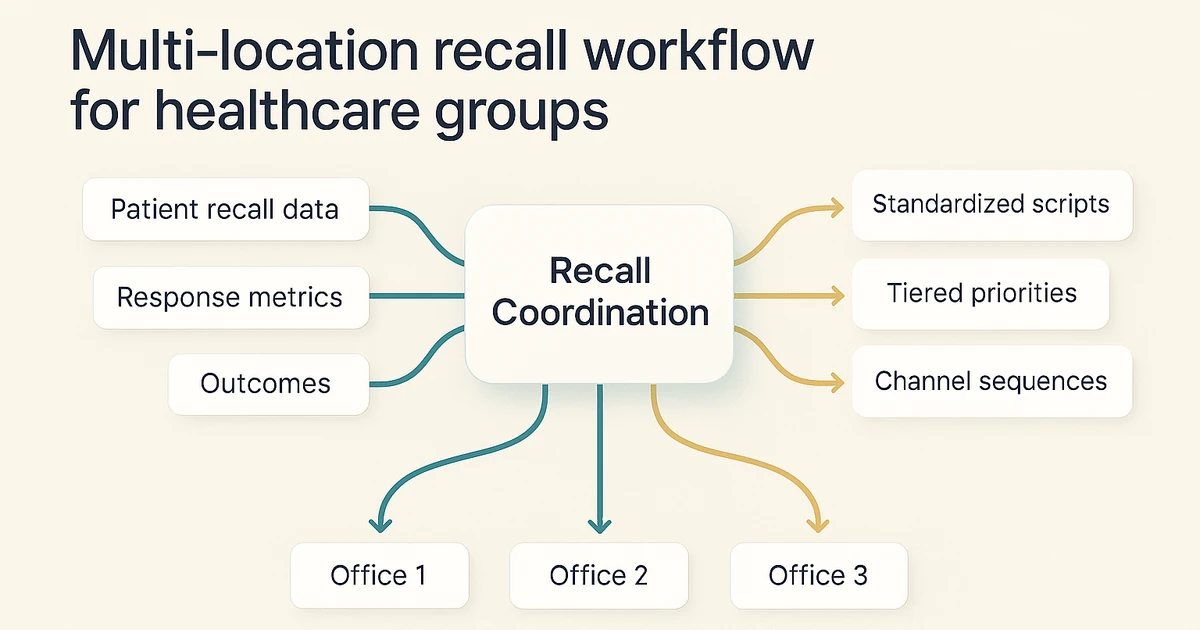 Multi-location recall workflow
for healthcare groups
Patient recall data
Response metrics
Outcomes
Recall
Coordination
Standardized scripts
Tiered priorities
Channel sequences
Office 1
Office 2
Office 3